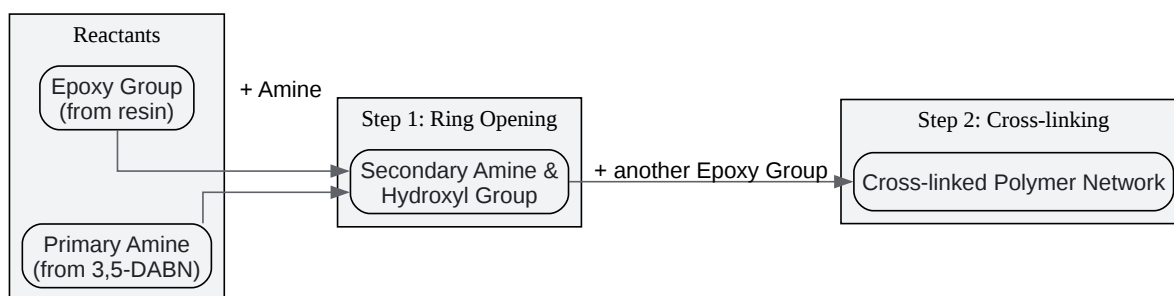 Reactants
Epoxy Group
(from resin)
Primary Amine
(from 3,5-DABN)
+ Amine
Step 1: Ring Opening
Secondary Amine &
Hydroxyl Group
+ another Epoxy Group
Step 2: Cross-linking
Cross-linked Polymer Network